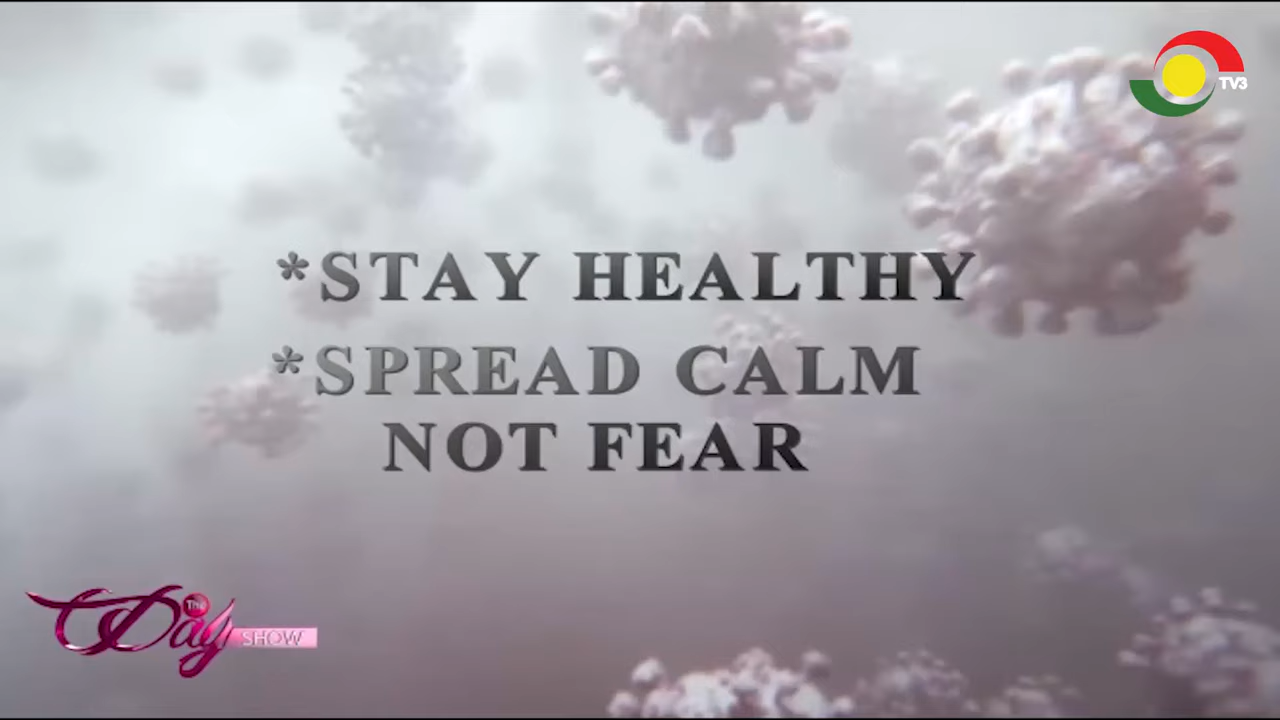 TV3
*STAY HEALTHY
*SPREAD CALM
NOT FEAR
The Day SHOW